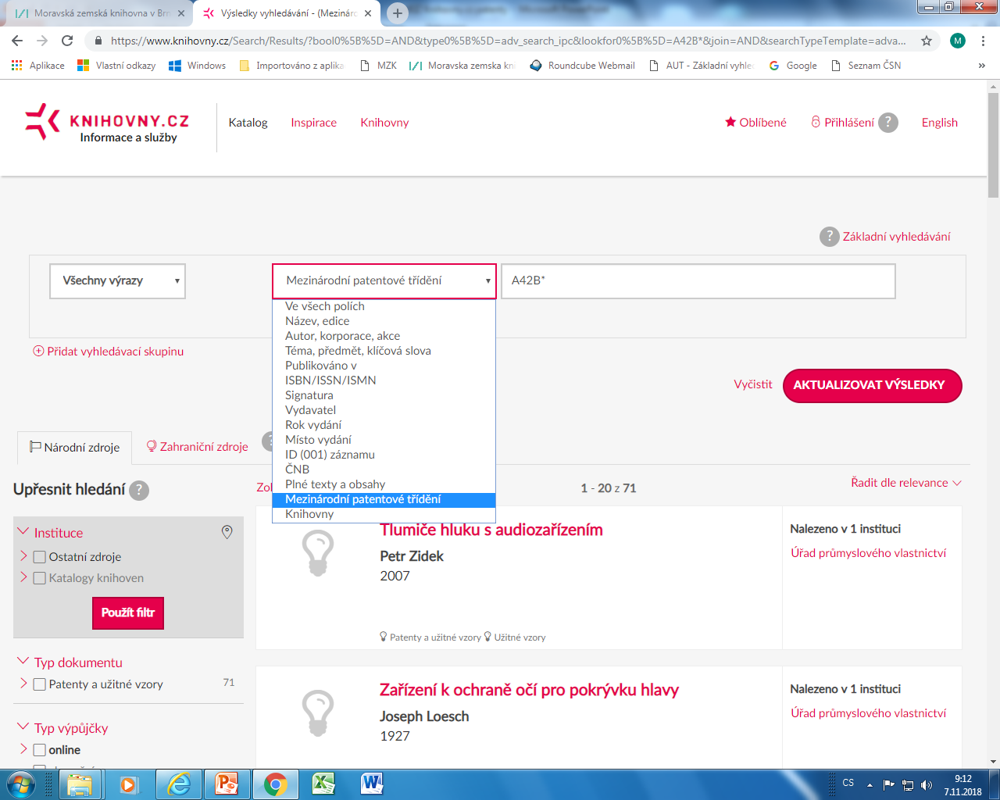 Moravská zemská knihovna v Brn
Výsledky vyhledávání - (Mezinárod
https://www.knihovny.cz/Search/Results/?bool0%5B%5D=AND&type0%5B%5D=adv_search_ipc&lookfor0%5B%5D=A42B*&join=AND&searchTypeTemplate=adva...
M
Aplikace
Vlastní odkazy
Windows
Importováno z aplika
MZK
Moravska zemska kni
Roundcube Webmail
AUT - Základní vyhled
Google
Seznam ČSN
»
KNIHOVNY.CZ
Informace a služby
Katalog
Inspirace
Knihovny
Oblíbené
Přihlášení ?
English
? Základní vyhledávání
Všechny výrazy
Mezinárodní patentové třídění
A42B*
Ve všech polích
Název, edice
Autor, korporace, akce
Téma, předmět, klíčová slova
Publikováno v
ISBN/ISSN/ISMN
Signatura
Vydavatel
Rok vydání
Místo vydání
ID (001) záznamu
ČNB
Plné texty a obsahy
Mezinárodní patentové třídění
Knihovny
Přidat vyhledávací skupinu
Vyčistit
AKTUALIZOVAT VÝSLEDKY
Národní zdroje
Zahraniční zdroje
Upřesnit hledání ?
1 - 20 z 71
Řadit dle relevance
Instituce
Ostatní zdroje
Katalogy knihoven
Použít filtr
Typ dokumentu
Patenty a užitné vzory 71
Typ výpůjčky
online
Tlumiče hluku s audiozařízením
Petr Zidek
2007
Patenty a užitné vzory Užitné vzory
Nalezeno v 1 instituci
Úřad průmyslového vlastnictví
Zařízení k ochraně očí pro pokrývku hlavy
Joseph Loesch
1927
Nalezeno v 1 instituci
Úřad průmyslového vlastnictví
CS
9:12
7.11.2018